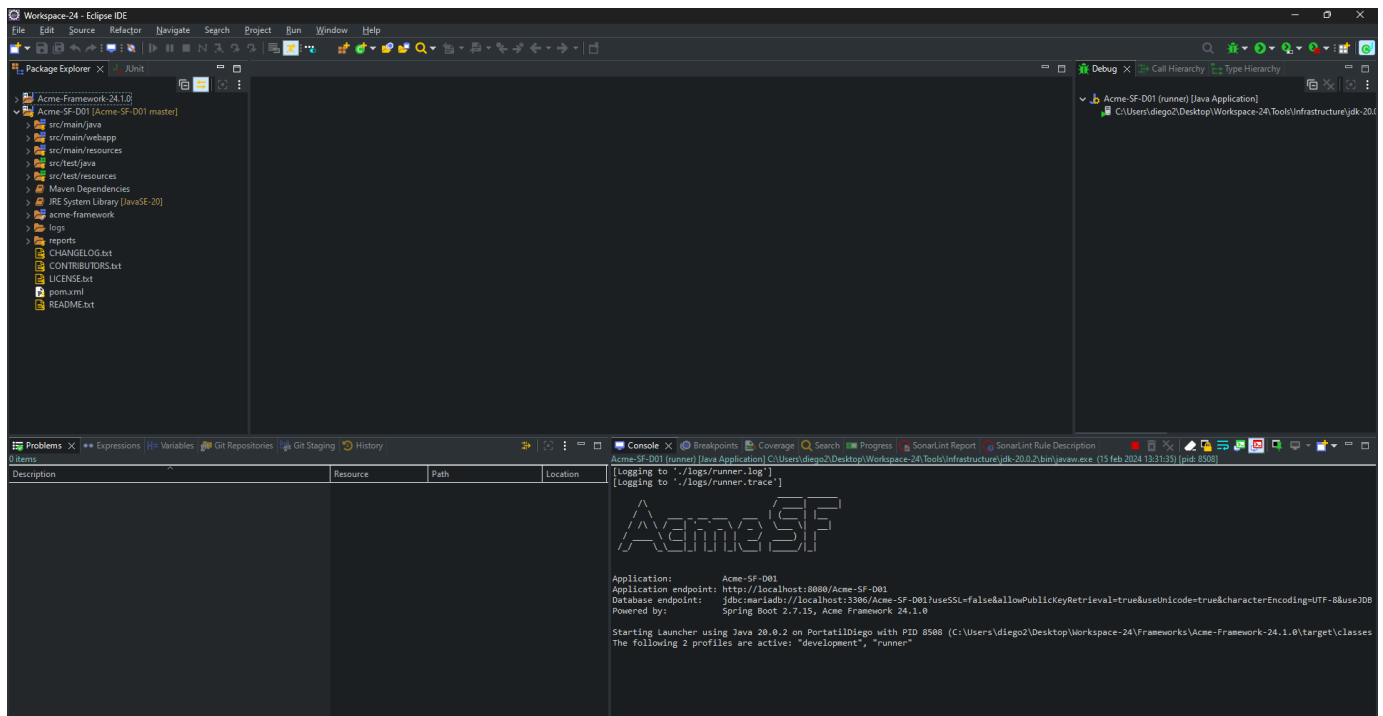 Workspace-24 - Eclipse IDE
File Edit Source Refactor Navigate Search Project Run Window Help
Package Explorer JUnit
Debug Call Hierarchy Type Hierarchy
Acme-Framework-24.1.0
Acme-SF-D01 [Acme-SF-D01 master]
src/main/java
src/main/webapp
src/main/resources
src/test/java
src/test/resources
Maven Dependencies
JRE System Library [JavaSE-20]
acme-framework
logs
reports
CHANGELOG.txt
CONTRIBUTORS.txt
LICENSE.txt
pom.xml
README.txt
Acme-SF-D01 (runner) [Java Application]
C:\Users\diego2\Desktop\Workspace-24\Tools\Infrastructure\jdk-20.(
Problems Expressions Variables Git Repositories Git Staging History
0 items
Description Resource Path Location
Console Breakpoints Coverage Search Progress SonarLint Report SonarLint Rule Description
Acme-SF-D01 (runner) [Java Application] C:\Users\diego2\Desktop\Workspace-24\Tools\Infrastructure\jdk-20.0.2\bin\javaw.exe (15 feb 2024 13:31:35) [pid: 8508]
[Logging to './logs/runner.log']
[Logging to './logs/runner.trace']
AcmeSF
Application: Acme-SF-D01
Application endpoint: http://localhost:8080/Acme-SF-D01
Database endpoint: jdbc:mariadb://localhost:3306/Acme-SF-D01?useSSL=false&allowPublicKeyRetrieval=true&useUnicode=true&characterEncoding=UTF-8&useJDB
Powered by: Spring Boot 2.7.15, Acme Framework 24.1.0
Starting Launcher using Java 20.0.2 on PortatilDiego with PID 8508 (C:\Users\diego2\Desktop\Workspace-24\Frameworks\Acme-Framework-24.1.0\target\classes
The following 2 profiles are active: "development", "runner"